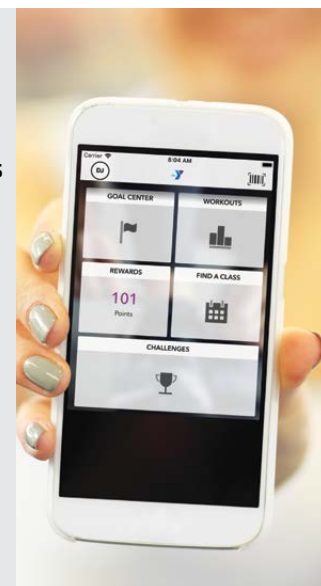 s
Carrier 8:04 AM
DJ Y
GOAL CENTER WORKOUTS
REWARDS FIND A CLASS
101
Points
CHALLENGES